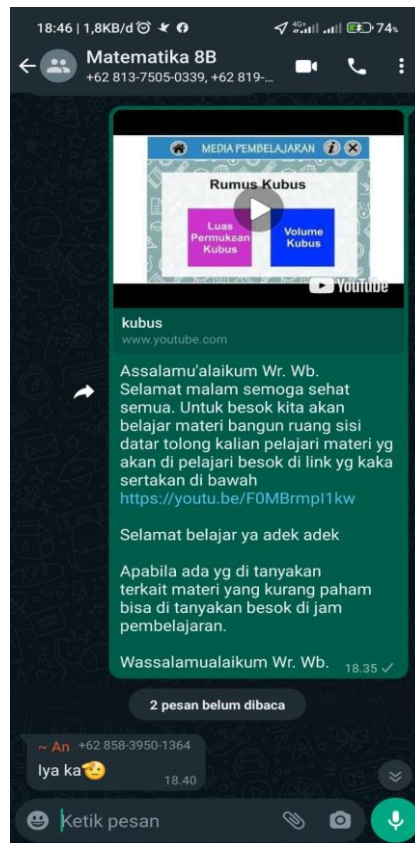 18:46 | 1,8KB/d
4G+
74%
Matematika 8B
+62 813-7505-0339, +62 819-...
MEDIA PEMBELAJARAN
Rumus Kubus
Luas
Permukaan
Kubus
Volume
Kubus
YouTube
kubus
www.youtube.com
Assalamu'alaikum Wr. Wb.
Selamat malam semoga sehat
semua. Untuk besok kita akan
belajar materi bangun ruang sisi
datar tolong kalian pelajari materi yg
akan di pelajari besok di link yg kaka
sertakan di bawah
https://youtu.be/F0MBrmpI1kw
Selamat belajar ya adek adek
Apabila ada yg di tanyakan
terkait materi yang kurang paham
bisa di tanyakan besok di jam
pembelajaran.
Wassalamualaikum Wr. Wb. 18.35
2 pesan belum dibaca
~ An +62 858-3950-1364
Iya ka🫡
18.40
Ketik pesan